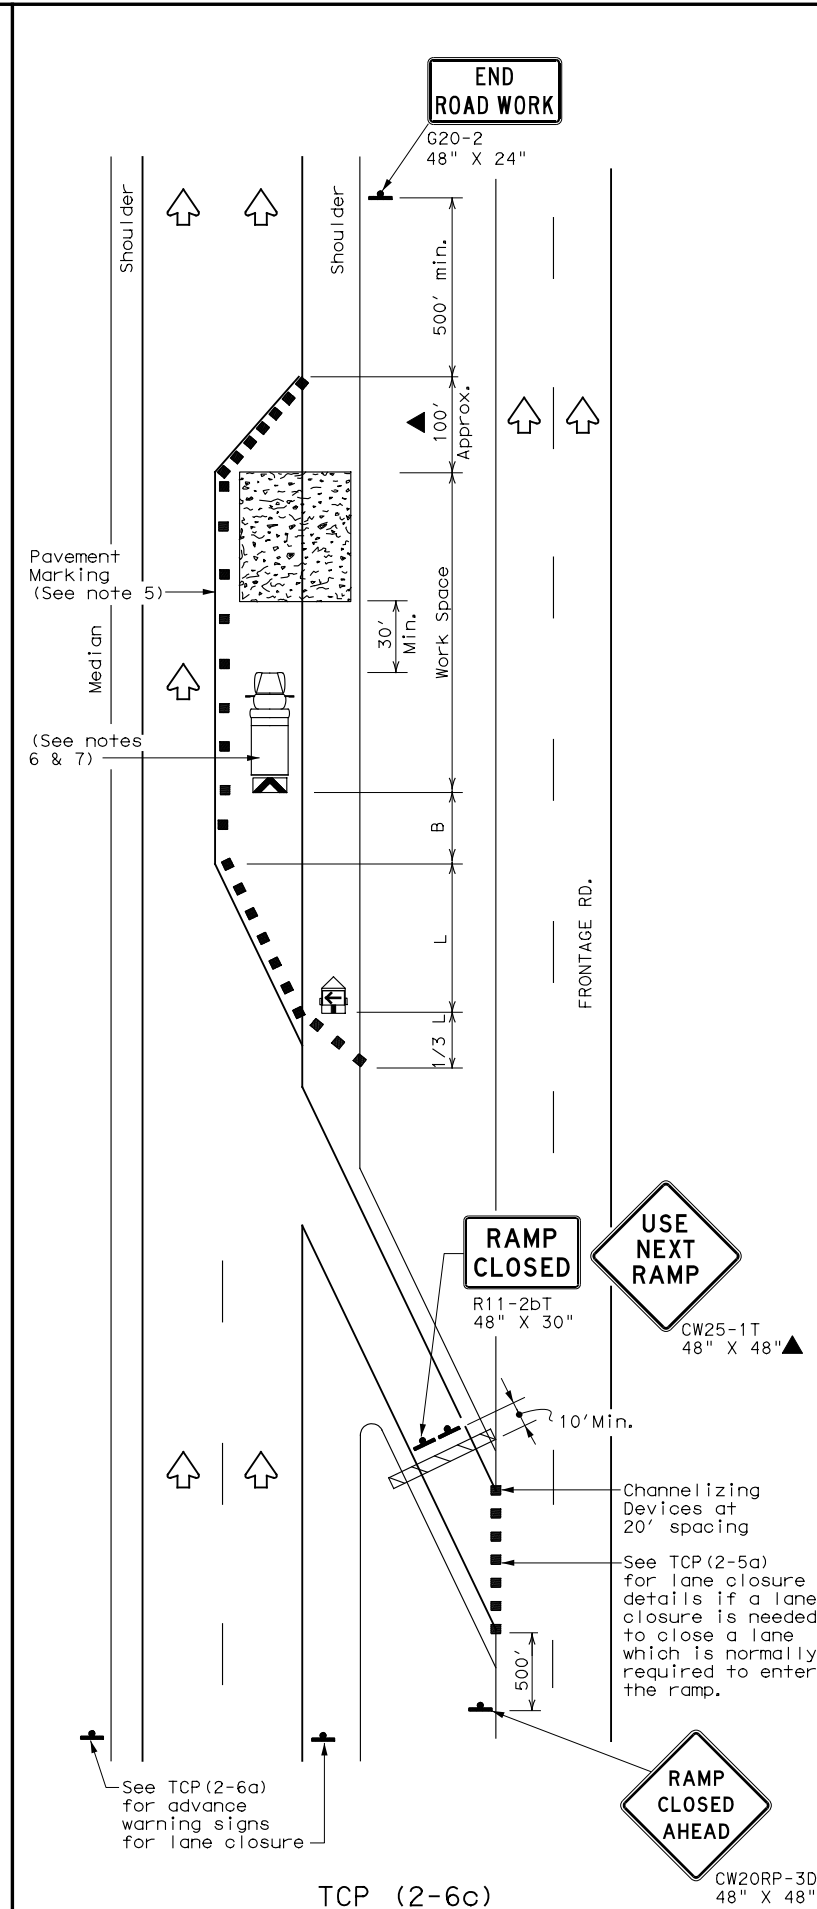 END
ROAD WORK
G20-2
48" X 24"
Shoulder
Shoulder
500' min.
100'
Approx.
Pavement
Marking
(See note 5)
30'
Min.
Work Space
Median
(See notes
6 & 7)
B
L
FRONTAGE RD.
1/3 L
RAMP
CLOSED
R11-2bT
48" X 30"
USE
NEXT
RAMP
CW25-1T
48" X 48"
10'Min.
Channelizing
Devices at
20' spacing
See TCP(2-5a)
for lane closure
details if a lane
closure is needed
to close a lane
which is normally
required to enter
the ramp.
500'
See TCP(2-6a)
for advance
warning signs
for lane closure
RAMP
CLOSED
AHEAD
CW20RP-3D
48" X 48"
TCP (2-6c)